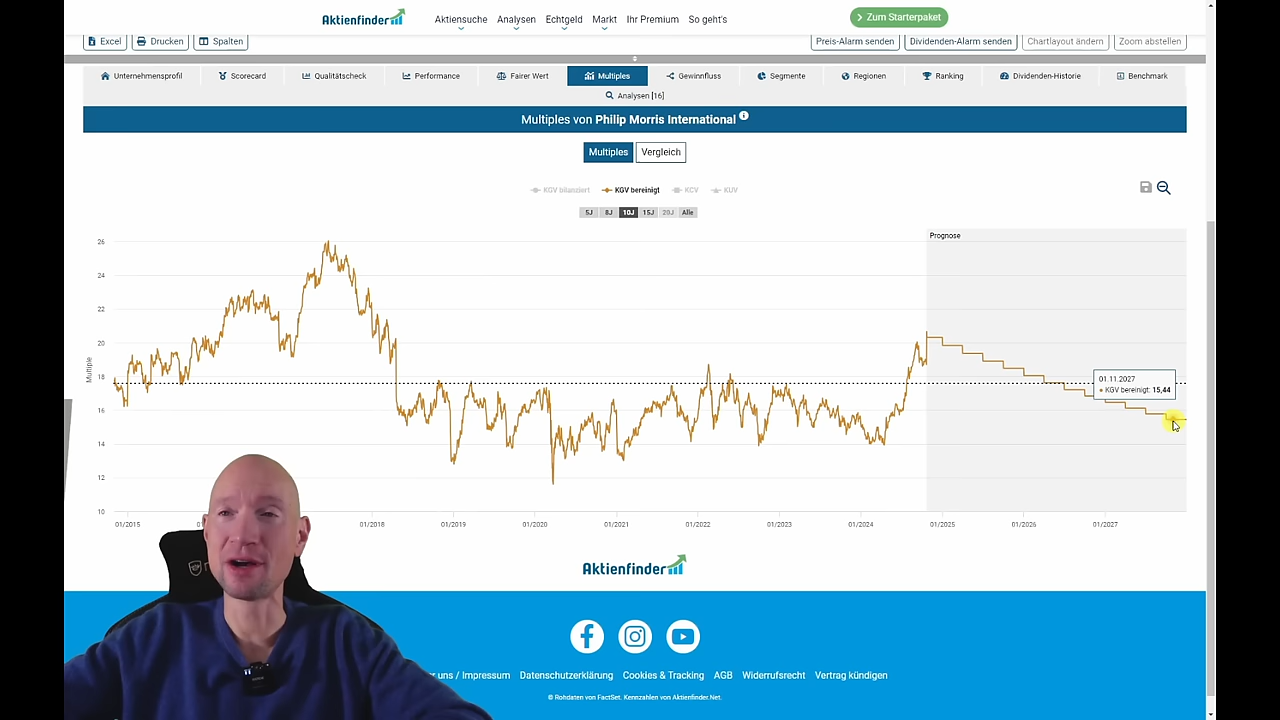 Aktienfinder
Aktiensuche Analysen Echtgeld Markt Ihr Premium So geht's
Zum Starterpaket
Excel Drucken Spalten
Preis-Alarm senden Dividenden-Alarm senden Chartlayout ändern Zoom abstellen
Unternehmensprofil Scorecard Qualitätscheck Performance Fairer Wert Multiples Gewinnfluss Segmente Regionen Ranking Dividenden-Historie Benchmark
Analysen [16]
Multiples von Philip Morris International
Multiples Vergleich
KGV bilanziert KGV bereinigt KCV KUV
5J 8J 10J 15J 20J Alle
Prognose
26
24
22
20
18
16
14
12
10
Multiple
01.11.2027
KGV bereinigt: 15,44
01/2015 01/2018 01/2019 01/2020 01/2021 01/2022 01/2023 01/2024 01/2025 01/2026 01/2027
Aktienfinder
r uns / Impressum Datenschutzerklärung Cookies & Tracking AGB Widerrufsrecht Vertrag kündigen
© Rohdaten von FactSet. Kennzahlen von Aktienfinder.Net.